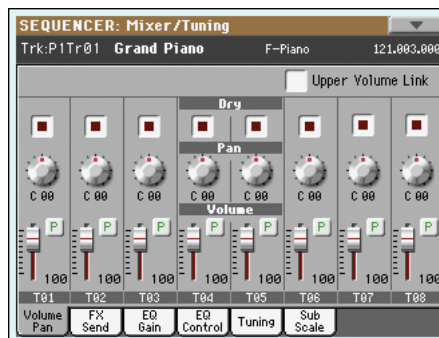 SEQUENCER: Mixer/Tuning
Trk:P1Tr01 Grand Piano F-Piano 121.003.000
Upper Volume Link
Dry
Pan
C 00 C 00 C 00 C 00 C 00 C 00 C 00 C 00
Volume
P P P P P P P P
100 100 100 100 100 100 100 100
T01 T02 T03 T04 T05 T06 T07 T08
Volume Pan FX Send EQ Gain EQ Control Tuning Sub Scale